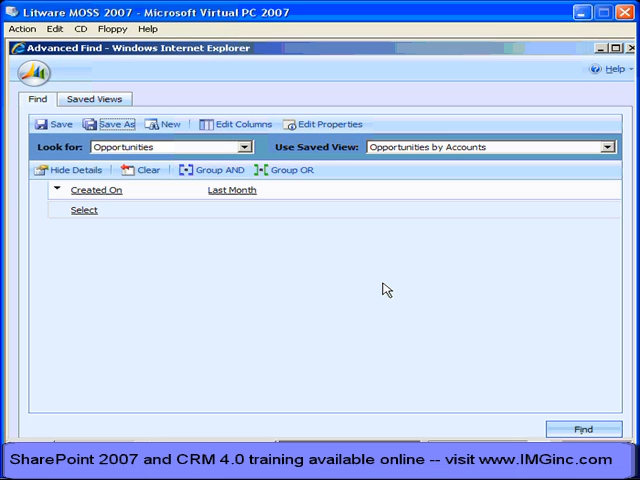 Litware MOSS 2007 - Microsoft Virtual PC 2007
Action Edit CD Floppy Help
Advanced Find - Windows Internet Explorer
Help
Find Saved Views
Save Save As New Edit Columns Edit Properties
Look for: Opportunities Use Saved View: Opportunities by Accounts
Hide Details Clear Group AND Group OR
Created On Last Month
Select
Find
SharePoint 2007 and CRM 4.0 training available online -- visit www.IMGinc.com